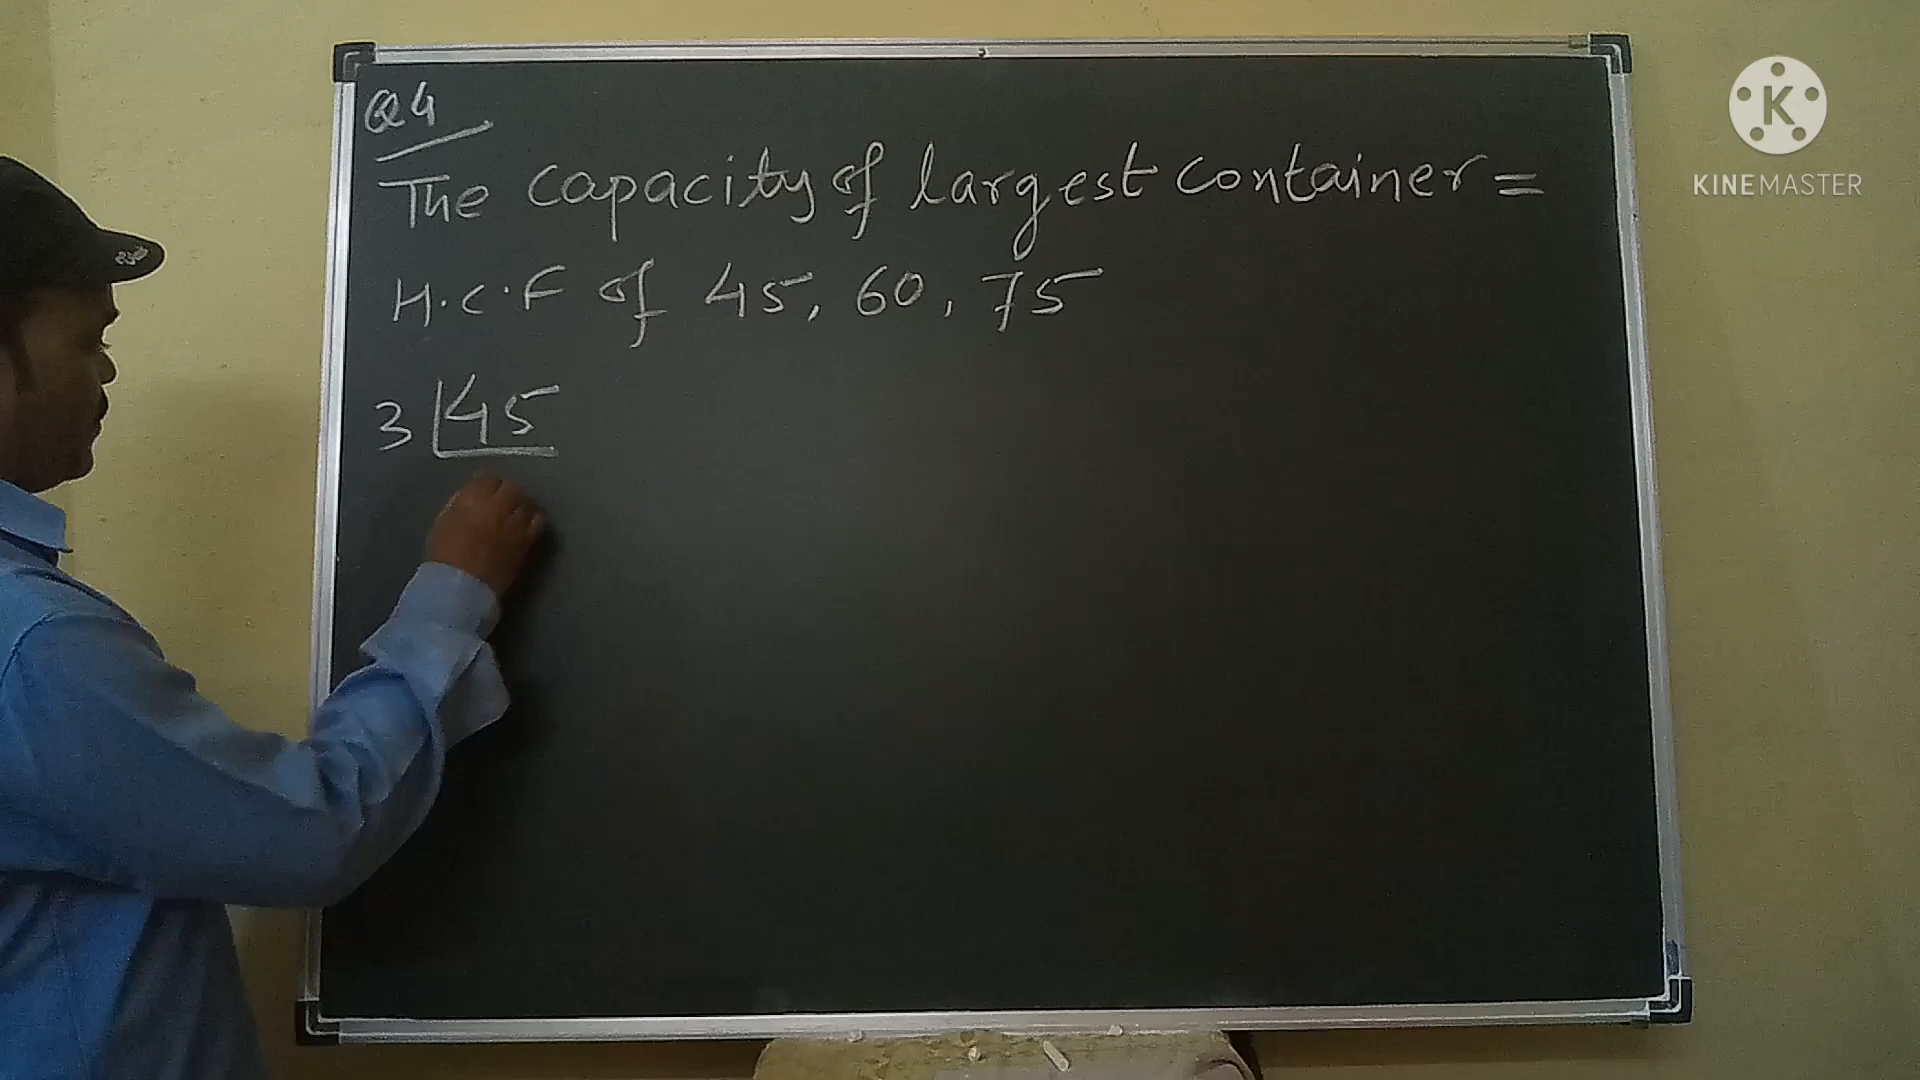 Q4
The capacity of largest container =
H.C.F of 45, 60, 75
3 45
K
KINEMASTER